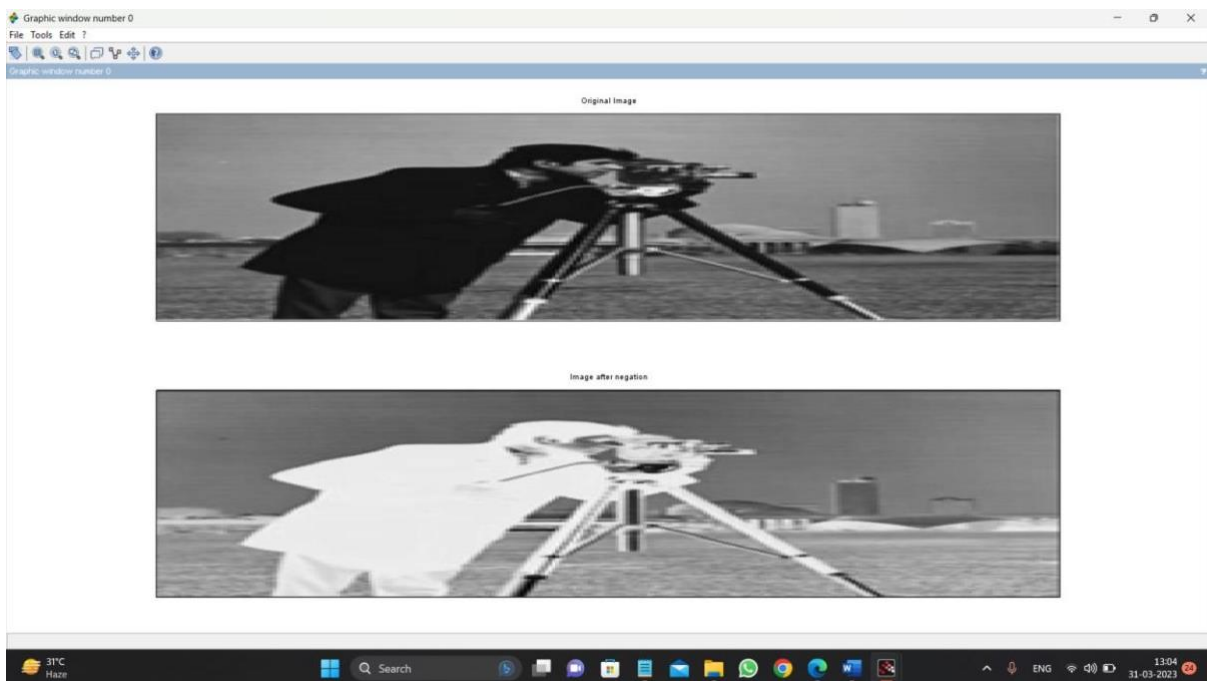 Graphic window number 0
File Tools Edit ?
Graphic window number 0
Original Image
Image after negation
31°C
Haze
Search
ENG
13:04
31-03-2023
24